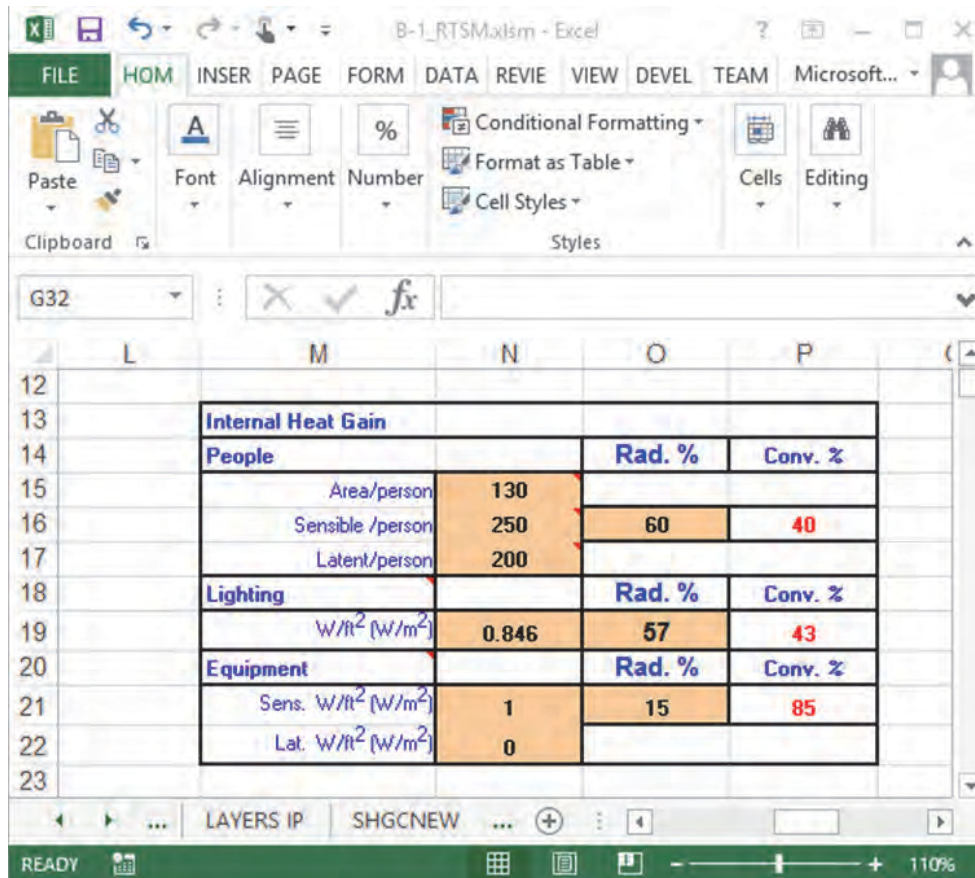 B-1_RTSM.xlsm - Excel ?
FILE HOM INSER PAGE FORM DATA REVIE VIEW DEVEL TEAM Microsoft...
Paste
Clipboard
A
Font
Alignment
%
Number
Conditional Formatting
Format as Table
Cell Styles
Styles
Cells
Editing
G32 fx
L M N O P
12
13 Internal Heat Gain
14 People Rad. % Conv. %
15 Area/person 130
16 Sensible /person 250 60 40
17 Latent/person 200
18 Lighting Rad. % Conv. %
19 W/ft2 (W/m2) 0.846 57 43
20 Equipment Rad. % Conv. %
21 Sens. W/ft2 (W/m2) 1 15 85
22 Lat. W/ft2 (W/m2) 0
23
... LAYERS IP SHGCNEW ...
READY 110%